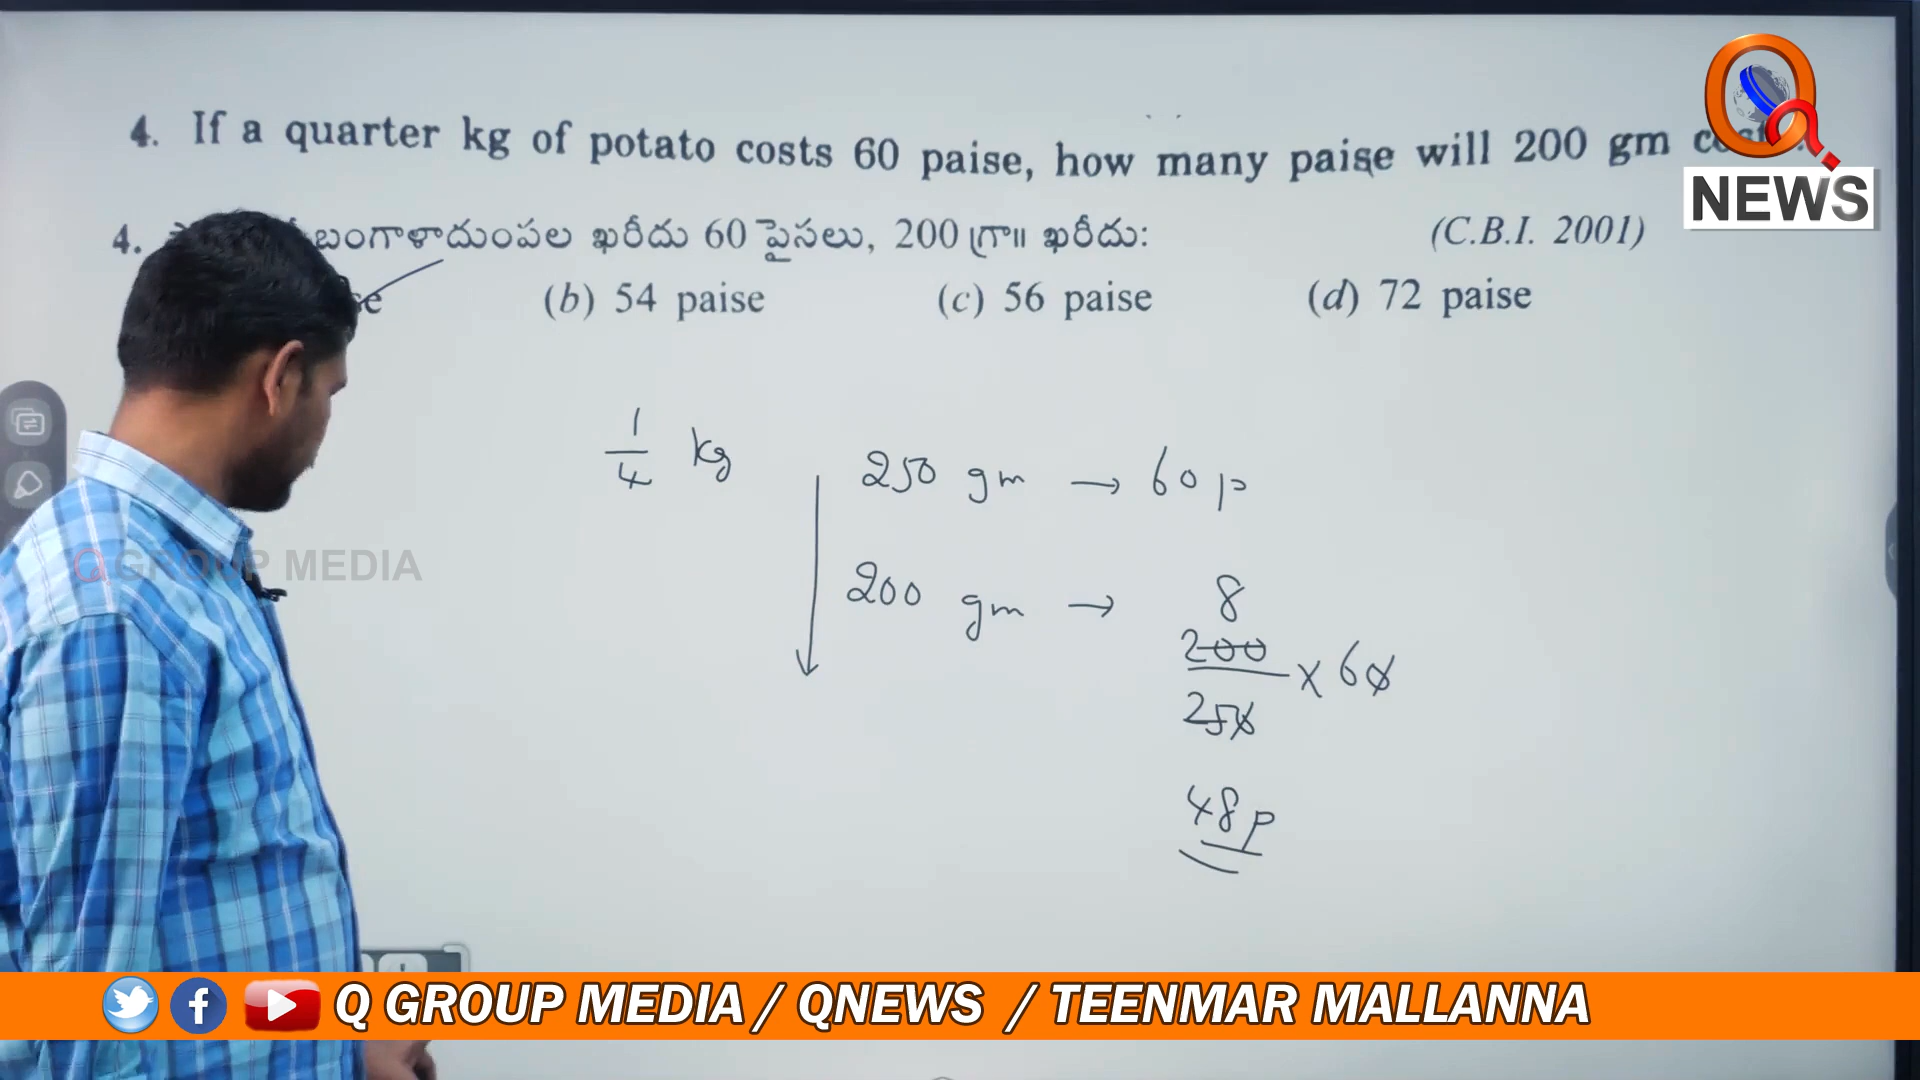 4. If a quarter kg of potato costs 60 paise, how many paise will 200 gm
4. బంగాళాదుంపల ఖరీదు 60 పైసలు, 200 గ్రా॥ ఖరీదు: (C.B.I. 2001)
(b) 54 paise (c) 56 paise (d) 72 paise
1/4 kg 250 gm → 60 p
200 gm → 8
200/250 × 60
48 p
Q NEWS
Q GROUP MEDIA
Q GROUP MEDIA / QNEWS / TEENMAR MALLANNA